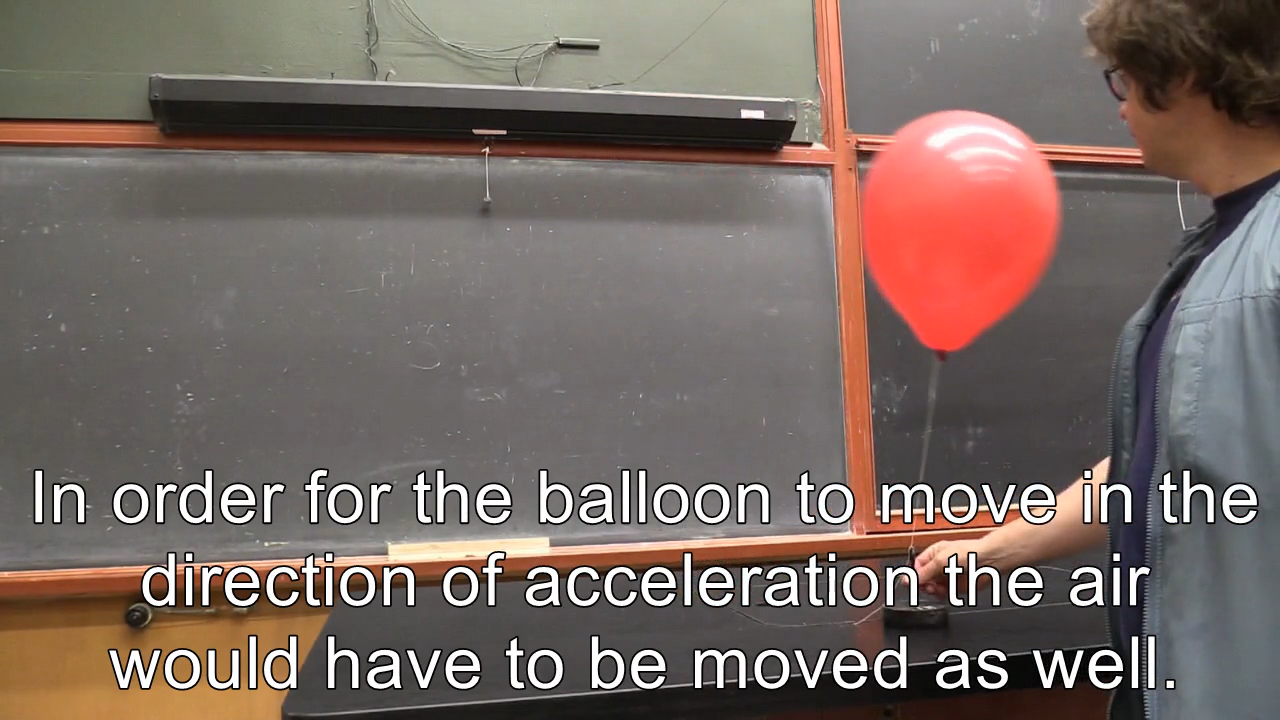 In order for the balloon to move in the
direction of acceleration the air
would have to be moved as well.